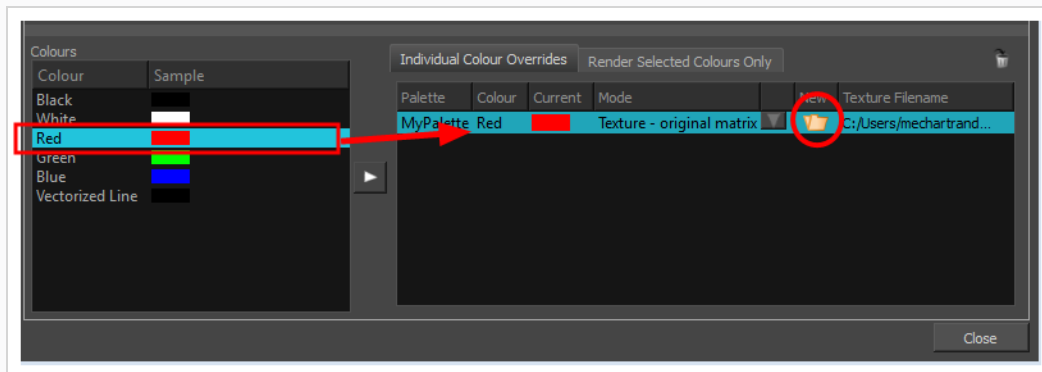 Colours
Colour Sample
Black
White
Red
Green
Blue
Vectorized Line
Individual Colour Overrides Render Selected Colours Only
Palette Colour Current Mode New Texture Filename
MyPalette Red Texture - original matrix C:/Users/mechartrand...
Close